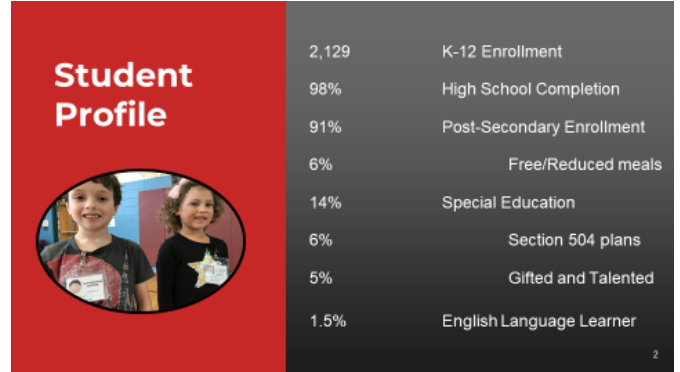 Student
Profile
2,129 K-12 Enrollment
98% High School Completion
91% Post-Secondary Enrollment
6% Free/Reduced meals
14% Special Education
6% Section 504 plans
5% Gifted and Talented
1.5% English Language Learner
2